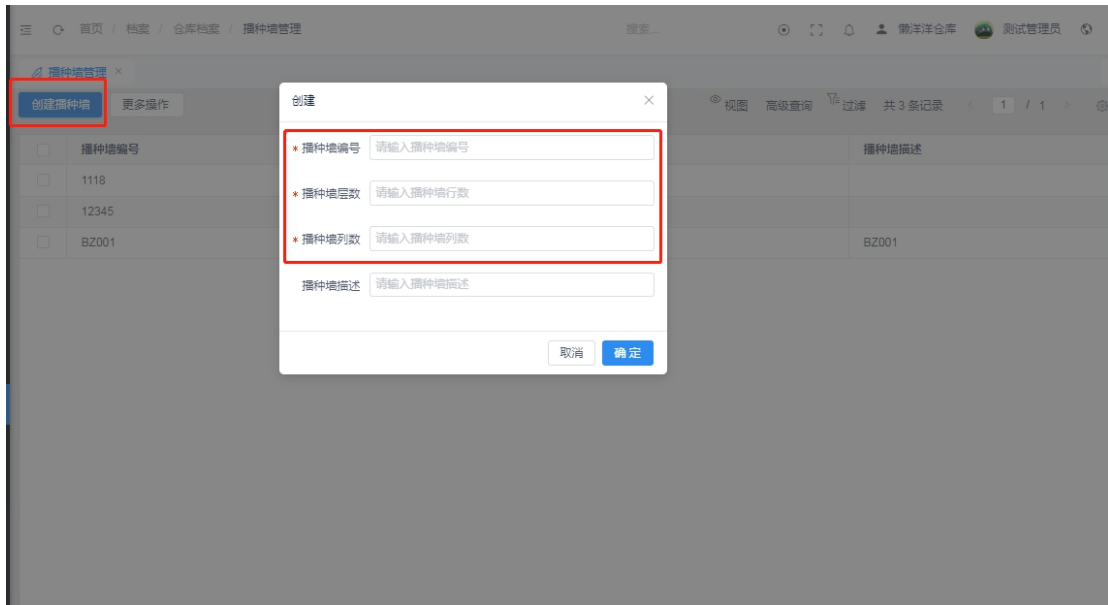 首页 / 档案 / 仓库档案 / 播种墙管理 搜索... 懒洋洋仓库 测试管理员
播种墙管理 ×
创建播种墙 更多操作 视图 高级查询 过滤 共 3 条记录 1 / 1
播种墙编号 播种墙描述
1118
12345
BZ001 BZ001
创建
* 播种墙编号 请输入播种墙编号
* 播种墙层数 请输入播种墙行数
* 播种墙列数 请输入播种墙列数
播种墙描述 请输入播种墙描述
取消 确定